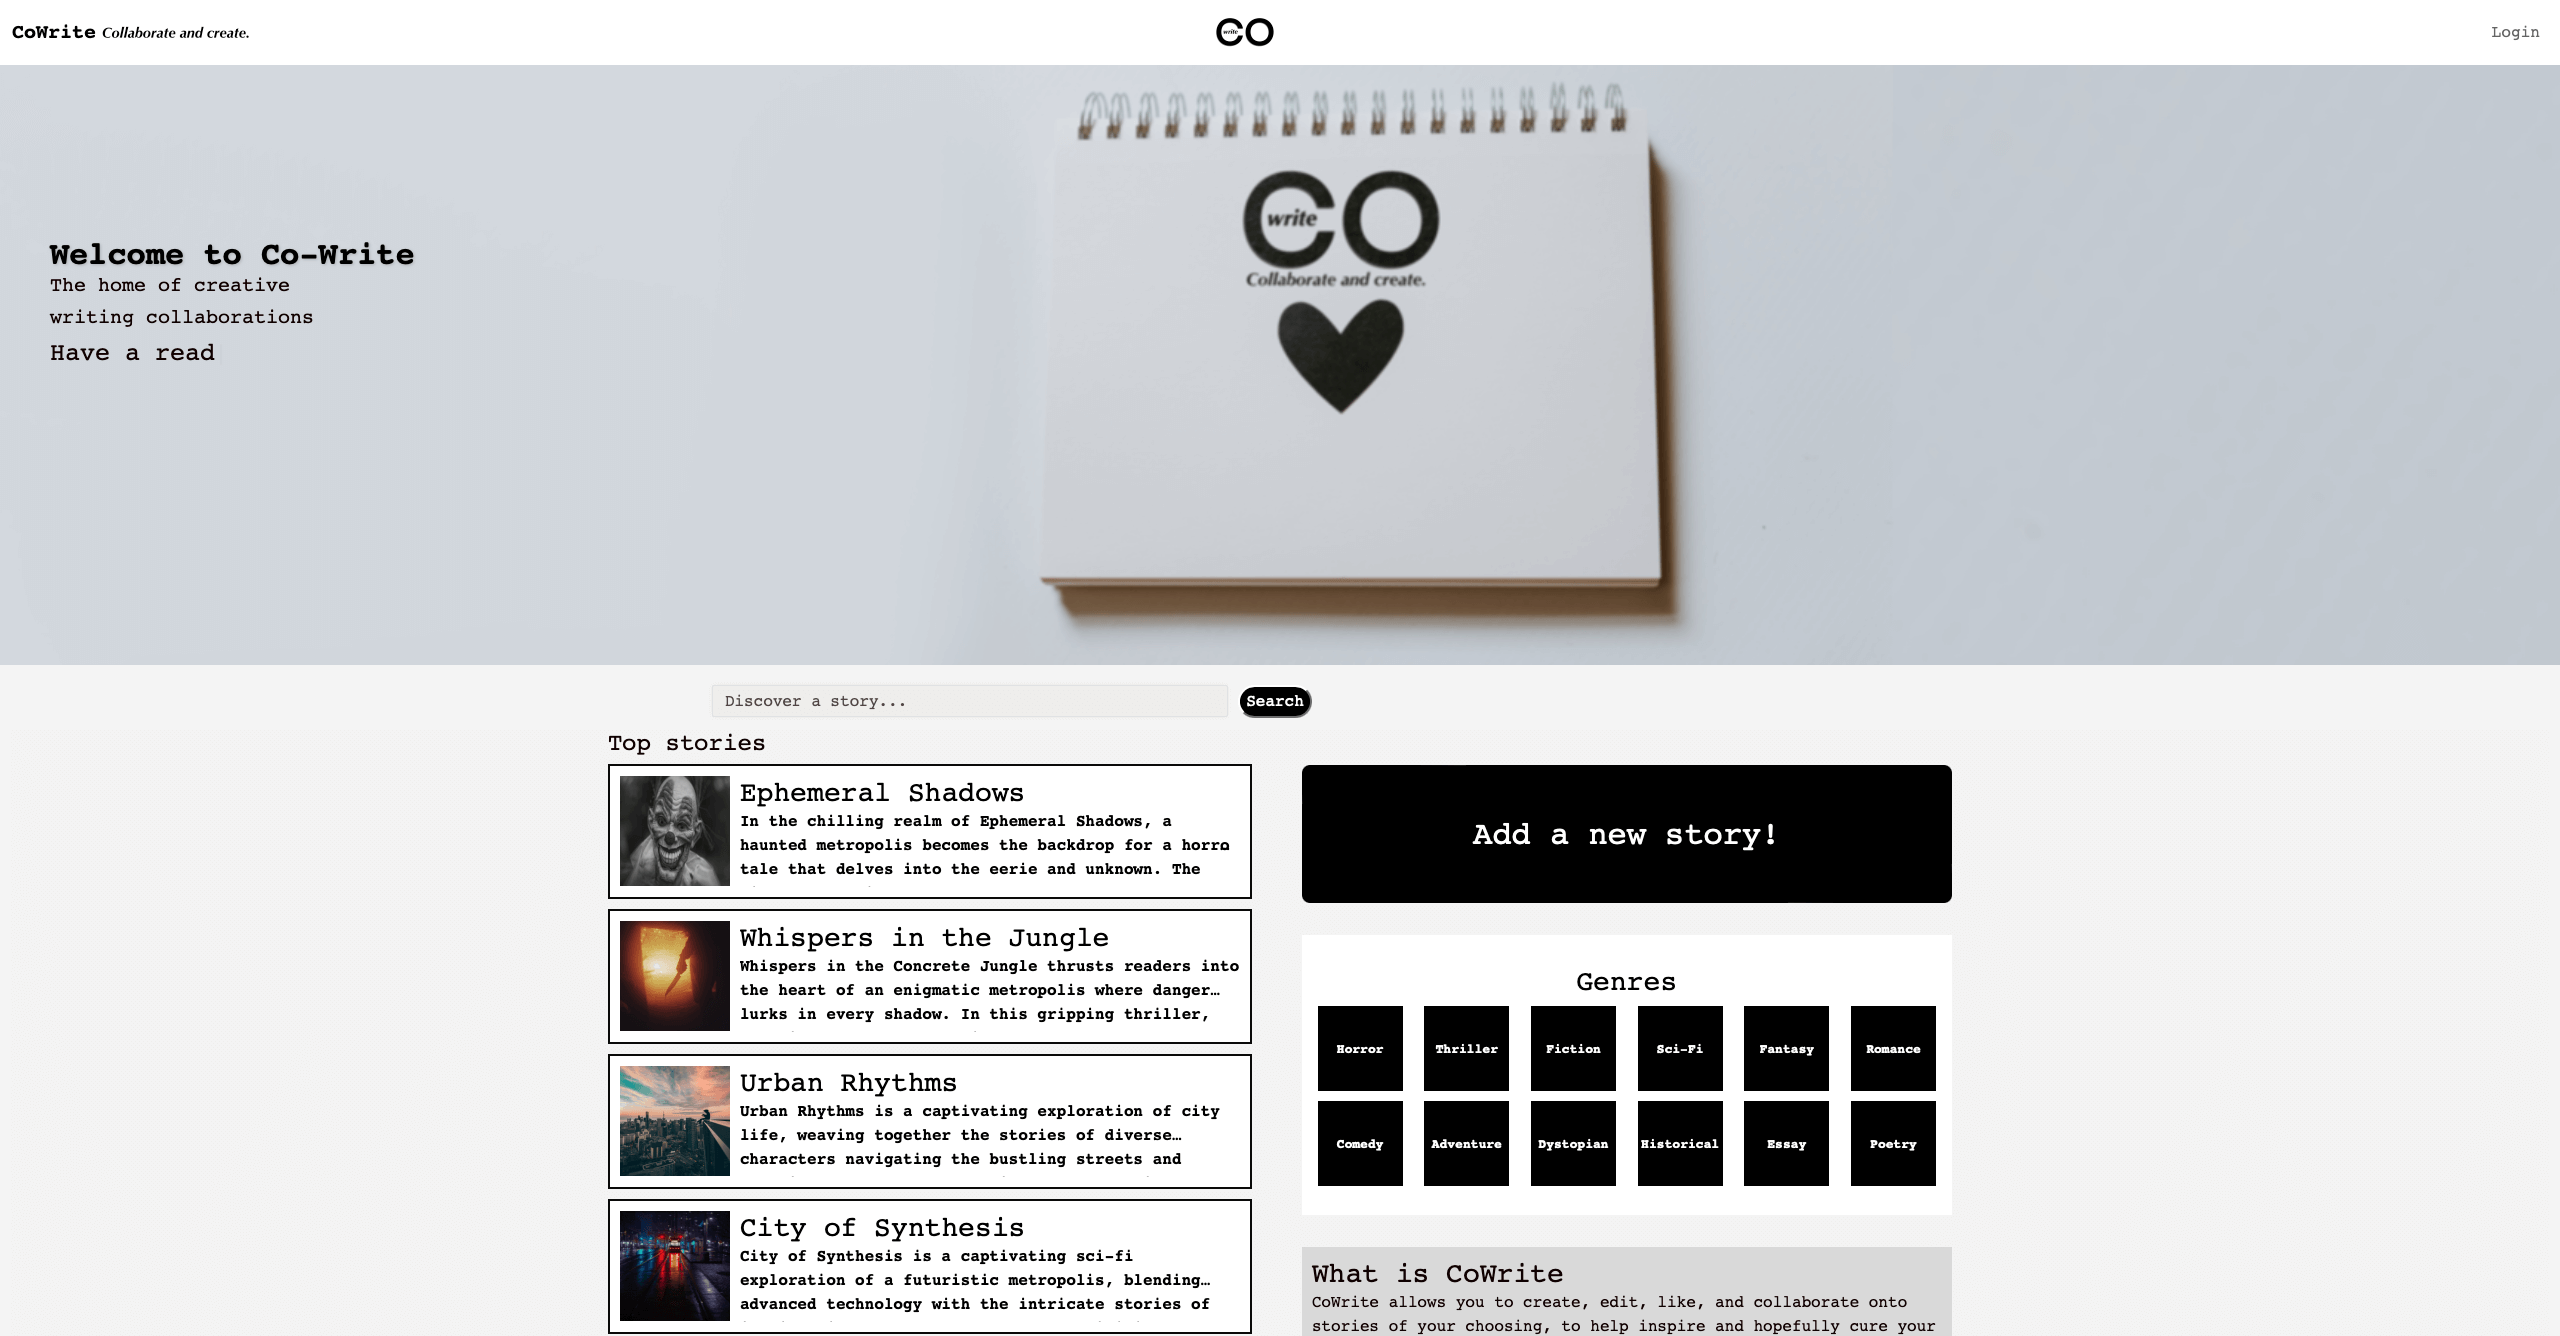 CoWrite Collaborate and create.
CO
write
Login
CO
write
Collaborate and create.
Welcome to Co-Write
The home of creative
writing collaborations
Have a read
Discover a story...
Search
Top stories
Ephemeral Shadows
In the chilling realm of Ephemeral Shadows, a
haunted metropolis becomes the backdrop for a
tale that delves into the eerie and unknown. The
Whispers in the Jungle
Whispers in the Concrete Jungle thrusts readers into
the heart of an enigmatic metropolis where danger…
lurks in every shadow. In this gripping thriller,
Urban Rhythms
Urban Rhythms is a captivating exploration of city
life, weaving together the stories of diverse…
characters navigating the bustling streets and
City of Synthesis
City of Synthesis is a captivating sci-fi
exploration of a futuristic metropolis, blending…
advanced technology with the intricate stories of
Add a new story!
Genres
Horror Thriller Fiction Sci-Fi Fantasy Romance
Comedy Adventure Dystopian Historical Essay Poetry
What is CoWrite
CoWrite allows you to create, edit, like, and collaborate onto
stories of your choosing, to help inspire and hopefully cure your